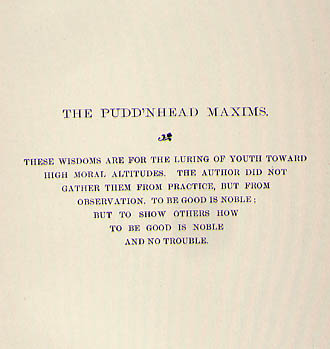 THE PUDD'NHEAD MAXIMS.
THESE WISDOMS ARE FOR THE LURING OF YOUTH TOWARD
HIGH MORAL ALTITUDES. THE AUTHOR DID NOT
GATHER THEM FROM PRACTICE, BUT FROM
OBSERVATION. TO BE GOOD IS NOBLE;
BUT TO SHOW OTHERS HOW
TO BE GOOD IS NOBLER
AND NO TROUBLE.